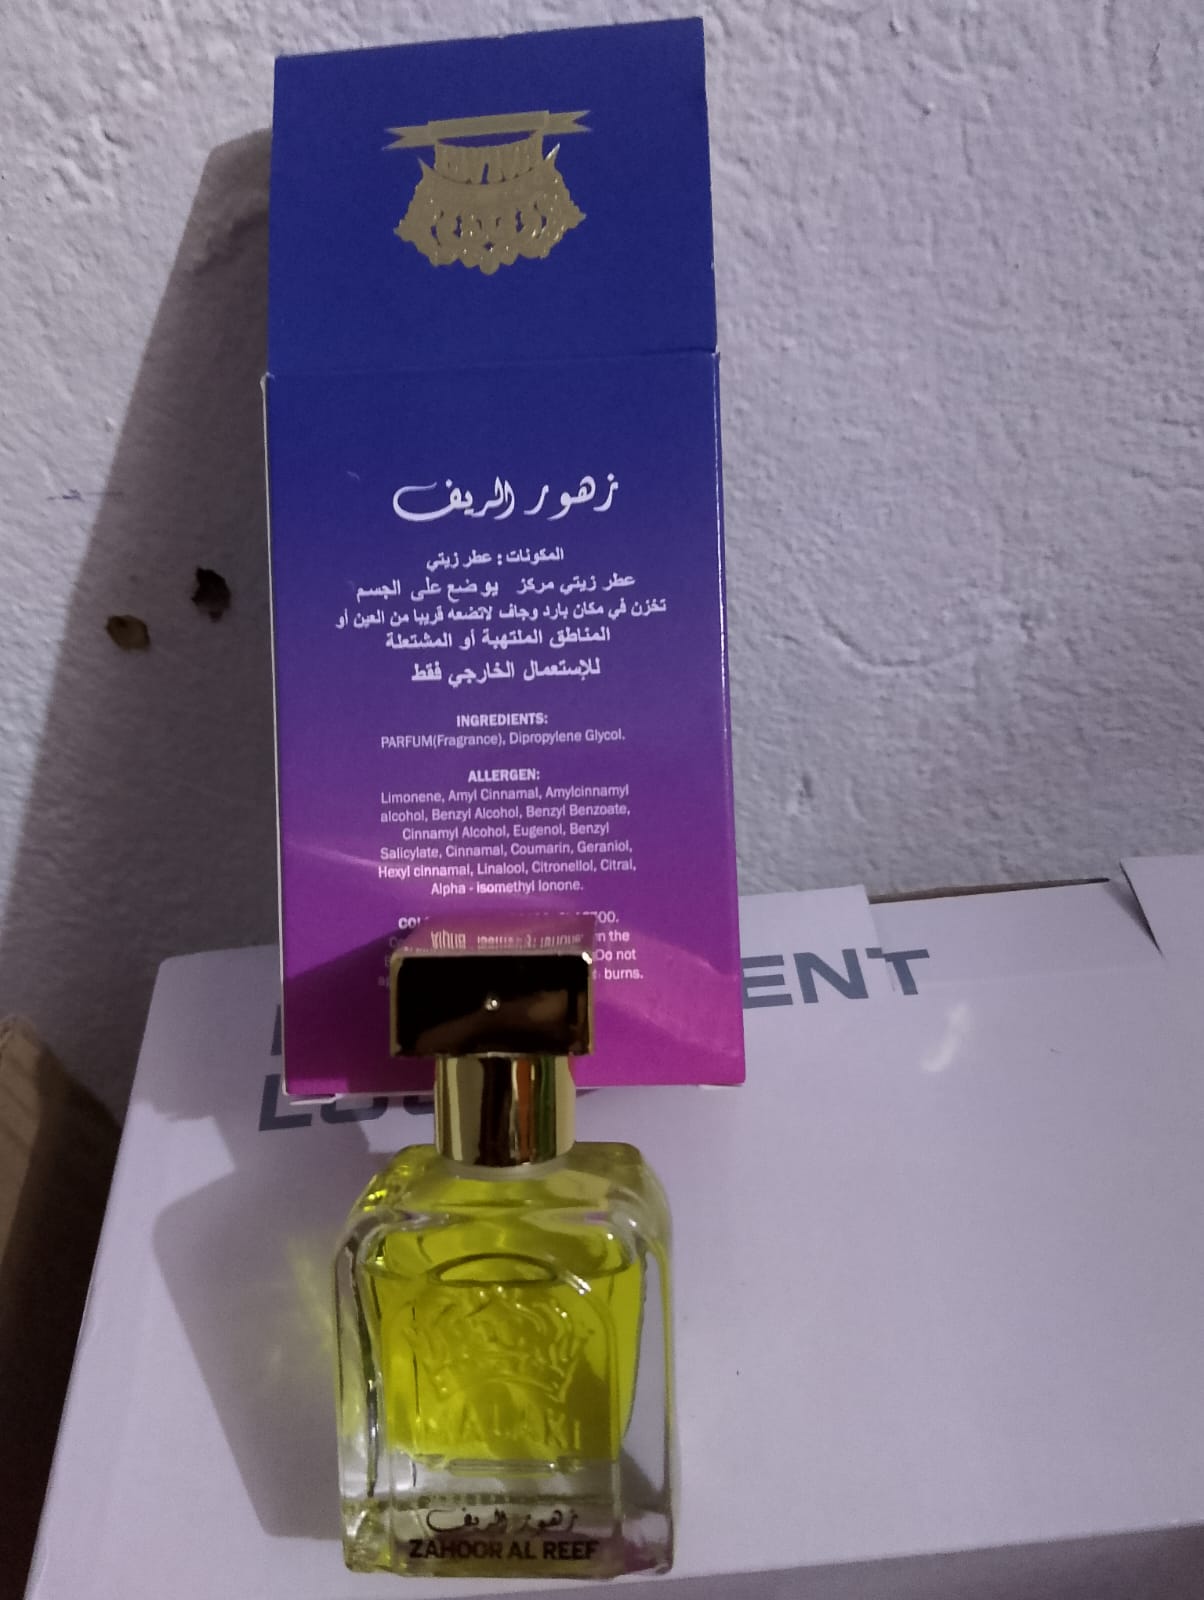 زهور الريف
المكونات : عطر زيتي
عطر زيتي مركز يوضع على الجسم
تخزن في مكان بارد وجاف لاتضعه قريبا من العين أو
المناطق الملتهبة أو المشتعلة
للإستعمال الخارجي فقط
INGREDIENTS:
PARFUM(Fragrance), Dipropylene Glycol.
ALLERGEN:
Limonene, Amyl Cinnamal, Amylcinnamyl
alcohol, Benzyl Alcohol, Benzyl Benzoate,
Cinnamyl Alcohol, Eugenol, Benzyl
Salicylate, Cinnamal, Coumarin, Geraniol,
Hexyl cinnamal, Linalool, Citronellol, Citral,
Alpha - isomethyl Ionone.
the
Do not
burns.
زهور الريف
ZAHOOR AL REEF